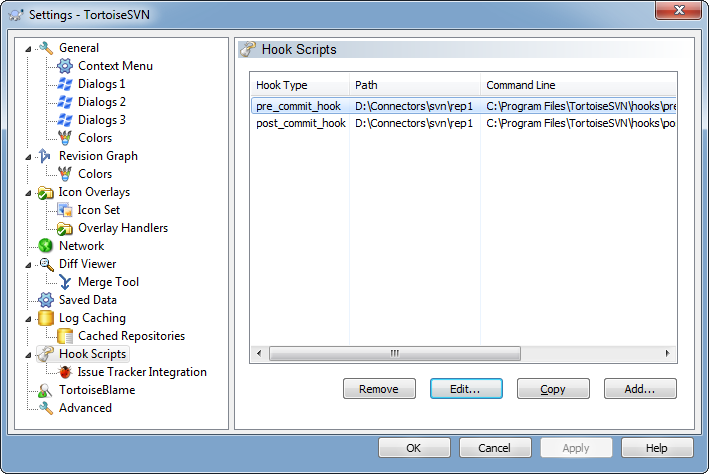 Settings - TortoiseSVN
General
Context Menu
Dialogs 1
Dialogs 2
Dialogs 3
Colors
Revision Graph
Colors
Icon Overlays
Icon Set
Overlay Handlers
Network
Diff Viewer
Merge Tool
Saved Data
Log Caching
Cached Repositories
Hook Scripts
Issue Tracker Integration
TortoiseBlame
Advanced
Hook Scripts
Hook Type Path Command Line
pre_commit_hook D:\Connectors\svn\rep1 C:\Program Files\TortoiseSVN\hooks\pre
post_commit_hook D:\Connectors\svn\rep1 C:\Program Files\TortoiseSVN\hooks\po
Remove Edit... Copy Add...
OK Cancel Apply Help